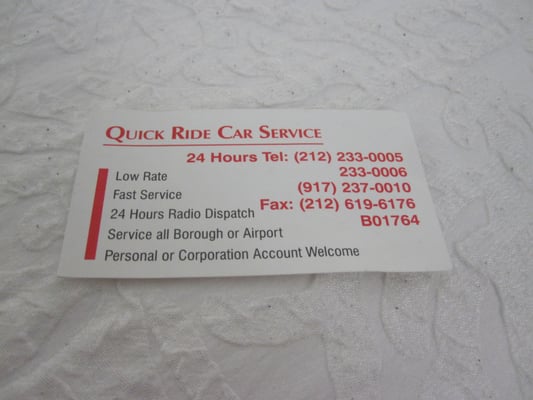 QUICK RIDE CAR SERVICE
24 Hours Tel: (212) 233-0005
233-0006
(917) 237-0010
Fax: (212) 619-6176
B01764
Low Rate
Fast Service
24 Hours Radio Dispatch
Service all Borough or Airport
Personal or Corporation Account Welcome